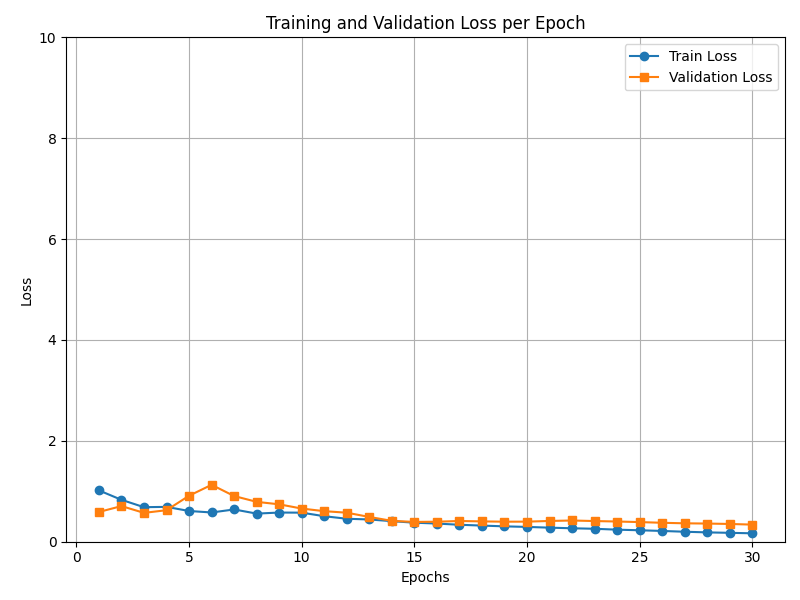 Training and Validation Loss per Epoch
Train Loss
Validation Loss
Loss
10
8
6
4
2
0
0 5 10 15 20 25 30
Epochs